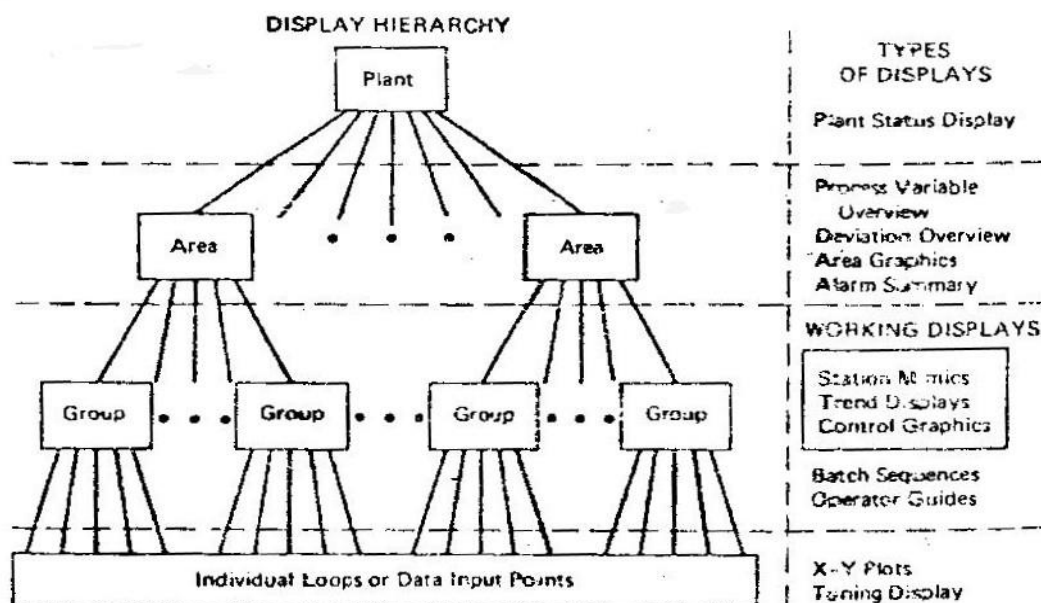 DISPLAY HIERARCHY
TYPES
OF DISPLAYS
Plant
Plant Status Display
Process Variable
Overview
Deviation Overview
Area Graphics
Alarm Summary
Area
Area
WORKING DISPLAYS
Station Mimics
Trend Displays
Control Graphics
Group
Group
Group
Group
Batch Sequences
Operator Guides
Individual Loops or Data Input Points
X-Y Plots
Tuning Display